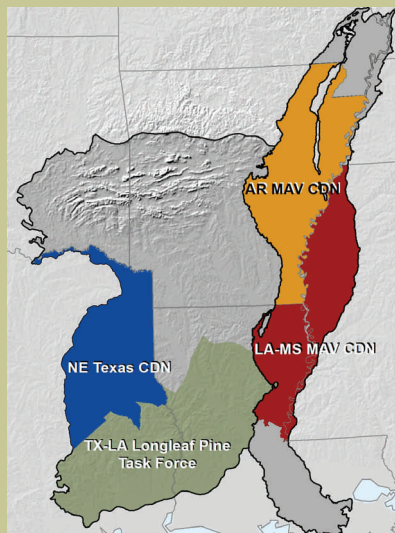 AR MAV CDN
LA-MS MAV CDN
NE Texas CDN
TX-LA Longleaf Pine
Task Force